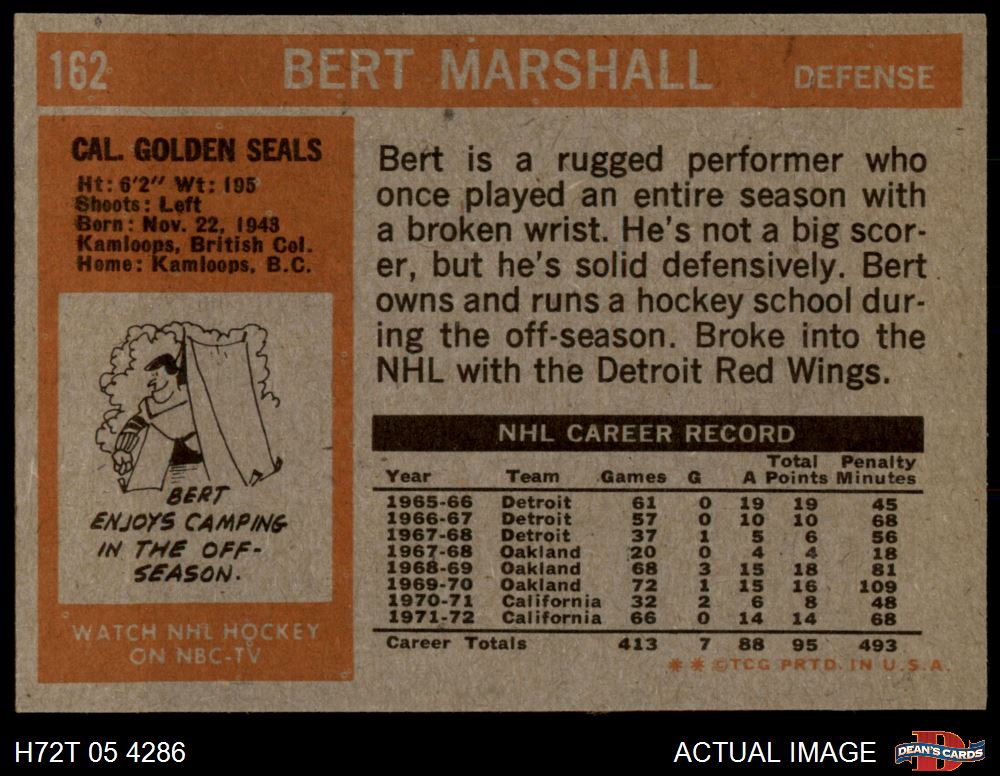 162 BERT MARSHALL DEFENSE
CAL. GOLDEN SEALS
Ht: 6'2" Wt: 195
Shoots: Left
Born: Nov. 22, 1943
Kamloops, British Col.
Home: Kamloops, B.C.
BERT
ENJOYS CAMPING
IN THE OFF-
SEASON.
WATCH NHL HOCKEY
ON NBC-TV
Bert is a rugged performer who
once played an entire season with
a broken wrist. He's not a big scor-
er, but he's solid defensively. Bert
owns and runs a hockey school dur-
ing the off-season. Broke into the
NHL with the Detroit Red Wings.
NHL CAREER RECORD
Total Penalty
Year Team Games G A Points Minutes
1965-66 Detroit 61 0 19 19 45
1966-67 Detroit 57 0 10 10 68
1967-68 Detroit 37 1 5 6 56
1967-68 Oakland 20 0 4 4 18
1968-69 Oakland 68 3 15 18 81
1969-70 Oakland 72 1 15 16 109
1970-71 California 32 2 6 8 48
1971-72 California 66 0 14 14 68
Career Totals 413 7 88 95 493
* * ©TCG PRTD. IN U.S.A.
H72T 05 4286
ACTUAL IMAGE
DEAN'S CARDS